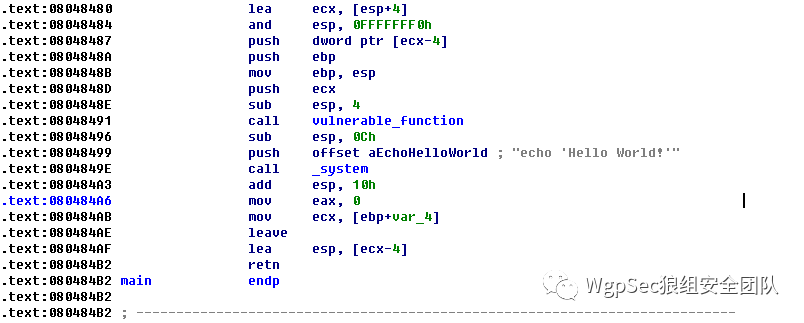 .text:08048480 lea ecx, [esp+4]
.text:08048484 and esp, 0FFFFFFF0h
.text:08048487 push dword ptr [ecx-4]
.text:0804848A push ebp
.text:0804848B mov ebp, esp
.text:0804848D push ecx
.text:0804848E sub esp, 4
.text:08048491 call vulnerable_function
.text:08048496 sub esp, 0Ch
.text:08048499 push offset aEchoHelloWorld ; "echo 'Hello World!'"
.text:0804849E call _system
.text:080484A3 add esp, 10h
.text:080484A6 mov eax, 0
.text:080484AB mov ecx, [ebp+var_4]
.text:080484AE leave
.text:080484AF lea esp, [ecx-4]
.text:080484B2 retn
.text:080484B2 main endp
.text:080484B2
.text:080484B2 ; ---------------------------------------------------------------------------
WgpSec狼组安全团队